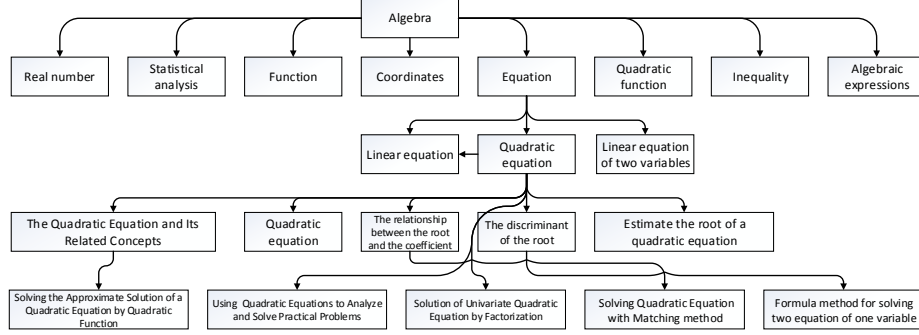 Algebra
Real number
Statistical
analysis
Function
Coordinates
Equation
Quadratic
function
Inequality
Algebraic
expressions
Linear equation
Quadratic
equation
Linear equation
of two variables
The Quadratic Equation and Its
Related Concepts
Quadratic
equation
The relationship
between the root
and the coefficient
The discriminant
of the root
Estimate the root of a
quadratic equation
Solving the Approximate Solution of a
Quadratic Equation by Quadratic
Function
Using Quadratic Equations to Analyze
and Solve Practical Problems
Solution of Univariate Quadratic
Equation by Factorization
Solving Quadratic Equation
with Matching method
Formula method for solving
two equation of one variable